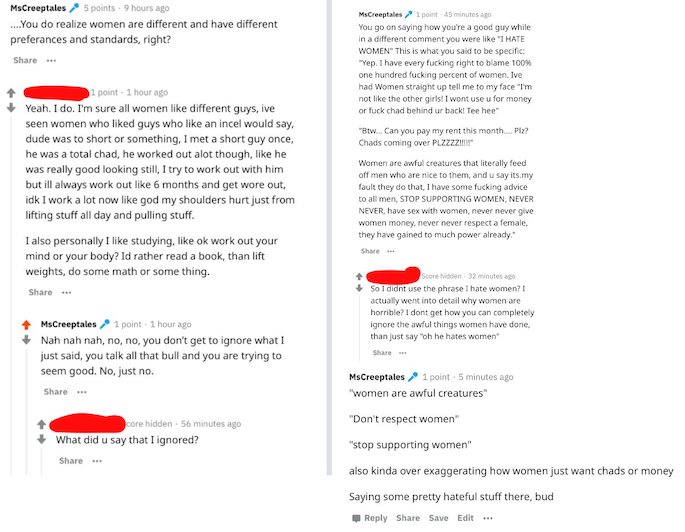 MsCreeptales 5 points · 9 hours ago
....You do realize women are different and have different
preferances and standards, right?
Share ···
1 point · 1 hour ago
Yeah. I do. I'm sure all women like different guys, ive
seen women who liked guys who like an incel would say,
dude was to short or something, I met a short guy once,
he was a total chad, he worked out alot though, like he
was really good looking still, I try to work out with him
but ill always work out like 6 months and get wore out,
idk I work a lot now like god my shoulders hurt just from
lifting stuff all day and pulling stuff.
I also personally I like studying, like ok work out your
mind or your body? Id rather read a book, than lift
weights, do some math or some thing.
Share ···
MsCreeptales 1 point · 1 hour ago
Nah nah nah, no, no, you don't get to ignore what I
just said, you talk all that bull and you are trying to
seem good. No, just no.
Share ···
core hidden · 56 minutes ago
What did u say that I ignored?
Share ···
MsCreeptales 1 point · 45 minutes ago
You go on saying how you're a good guy while
in a different comment you were like "I HATE
WOMEN" This is what you said to be specific:
"Yep. I have every fucking right to blame 100%
one hundred fucking percent of women. Ive
had Women straight up tell me to my face "I'm
not like the other girls! I wont use u for money
or fuck chad behind ur back! Tee hee"
"Btw... Can you pay my rent this month.... Plz?
Chads coming over PLZZZZ!!!!!"
Women are awful creatures that literally feed
off men who are nice to them, and u say its.my
fault they do that, I have some fucking advice
to all men, STOP SUPPORTING WOMEN, NEVER
NEVER, have sex with women, never never give
women money, never never respect a female,
they have gained to much power already."
Share ···
Score hidden · 32 minutes ago
So I didnt use the phrase I hate women? I
actually went into detail why women are
horrible? I dont get how you can completely
ignore the awful things women have done,
than just say "oh he hates women"
Share ···
MsCreeptales 1 point · 5 minutes ago
"women are awful creatures"
"Don't respect women"
"stop supporting women"
also kinda over exaggerating how women just want chads or money
Saying some pretty hateful stuff there, bud
Reply Share Save Edit ···